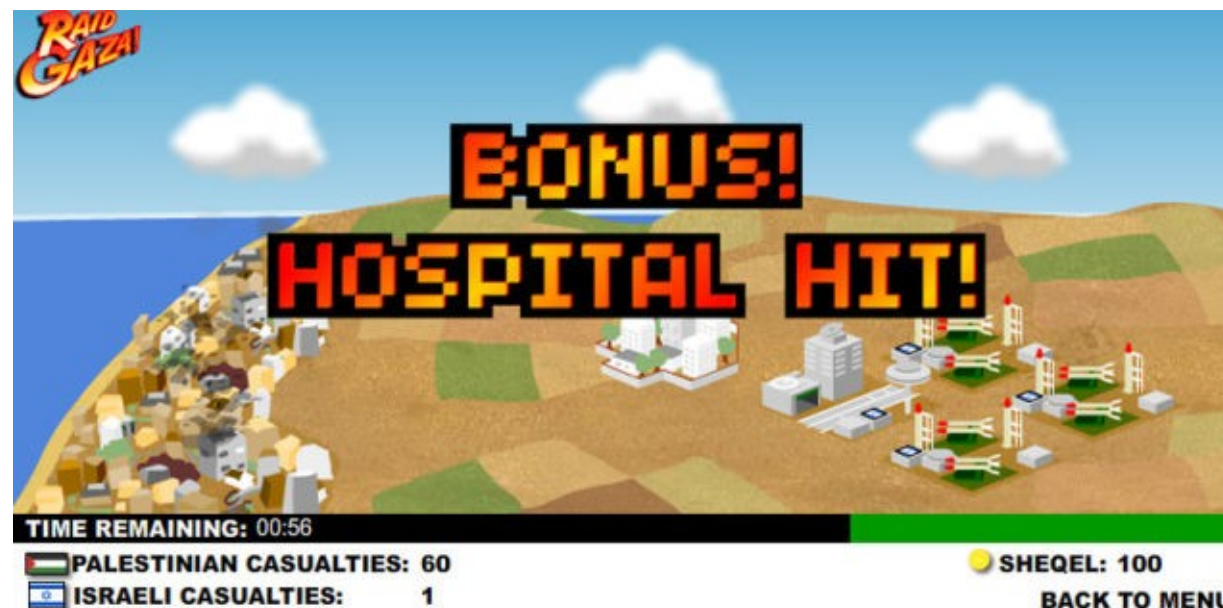 RAID
GAZA!
BONUS!
HOSPITAL HIT!
TIME REMAINING: 00:56
PALESTINIAN CASUALTIES: 60
SHEQEL: 100
ISRAELI CASUALTIES: 1
BACK TO MENU